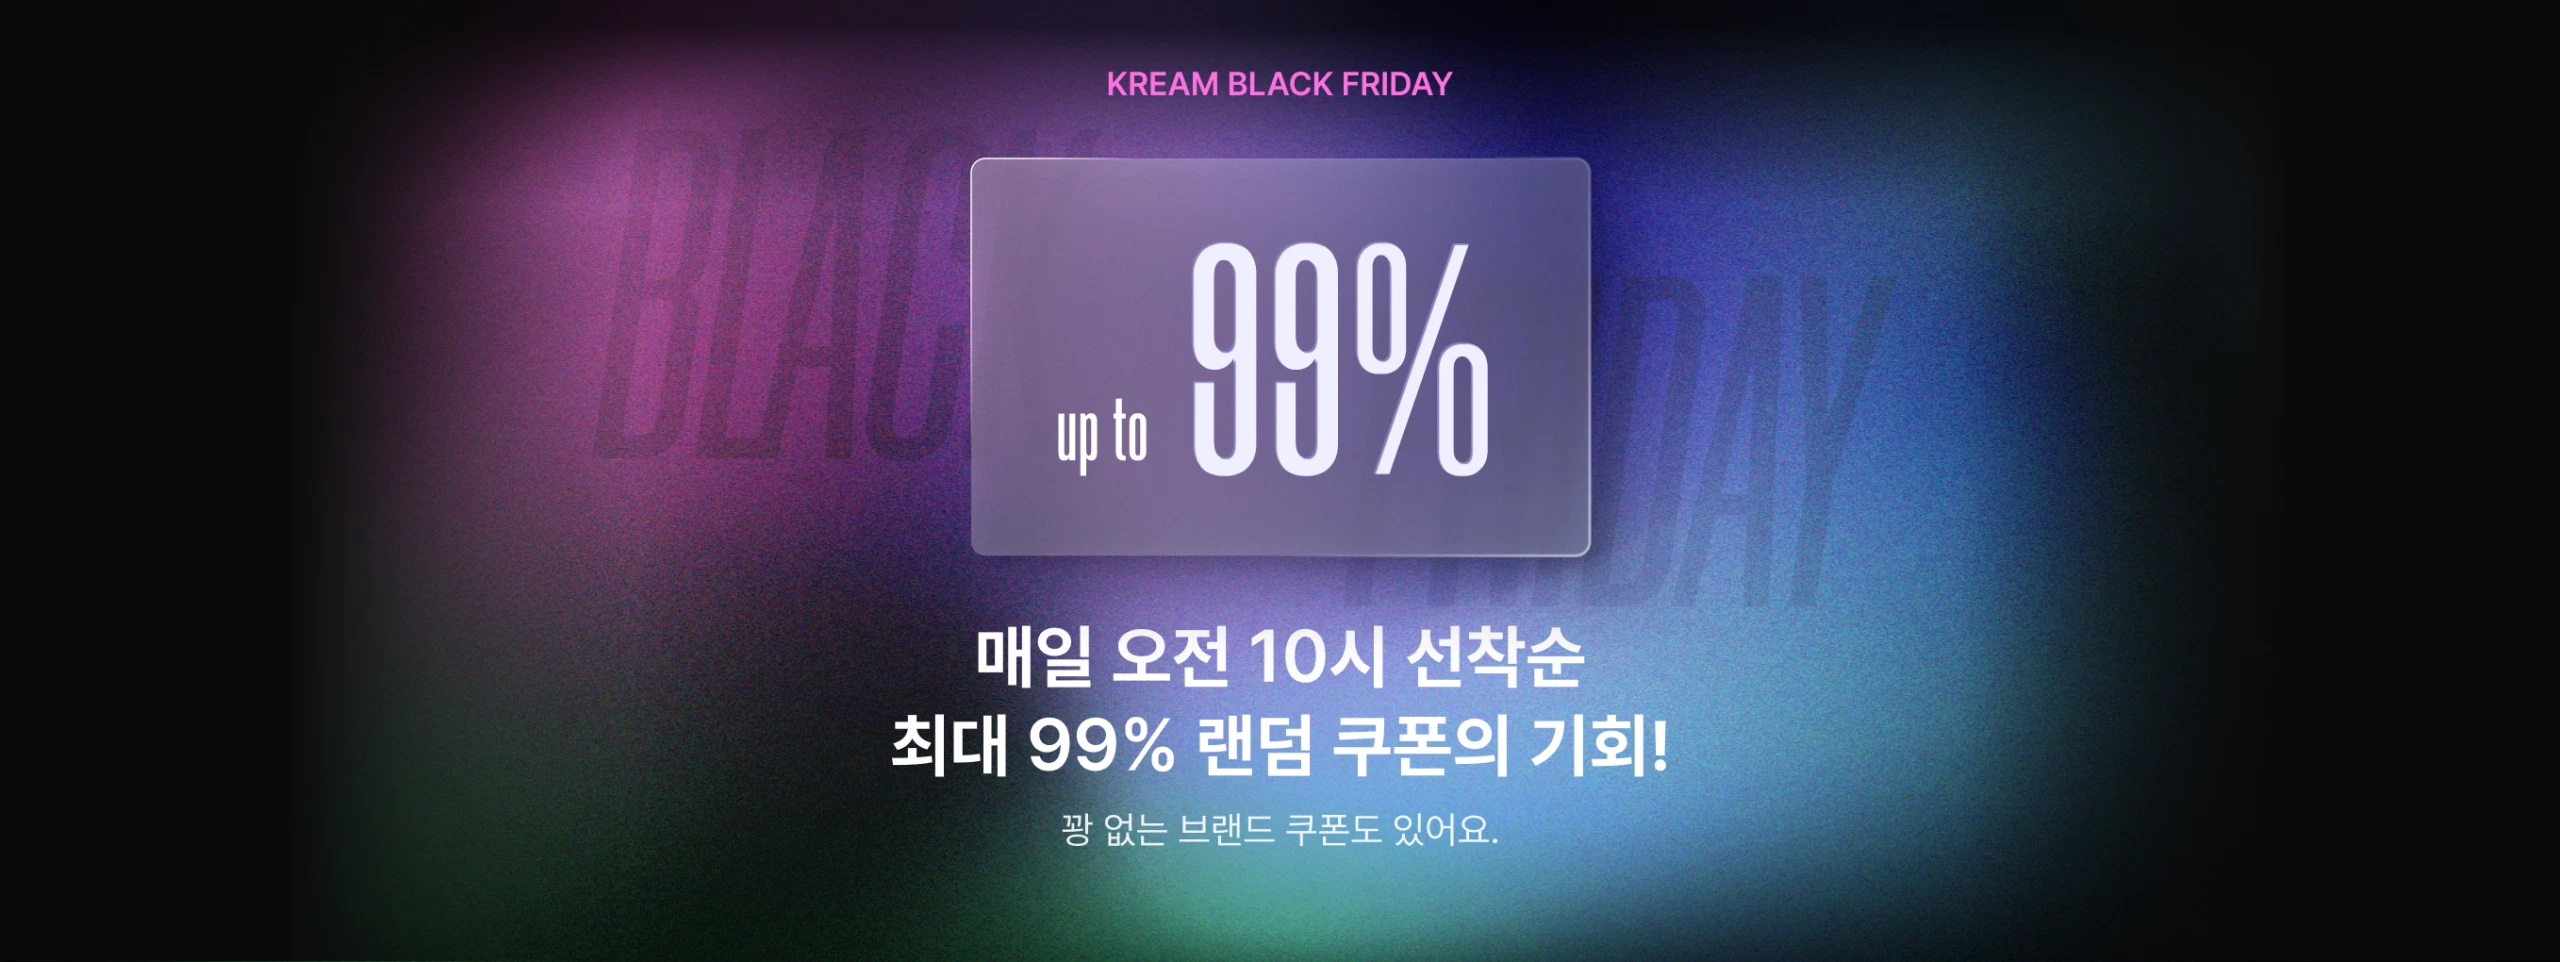 KREAM BLACK FRIDAY
BLACK
FRIDAY
up to 99%
매일 오전 10시 선착순
최대 99% 랜덤 쿠폰의 기회!
꽝 없는 브랜드 쿠폰도 있어요.